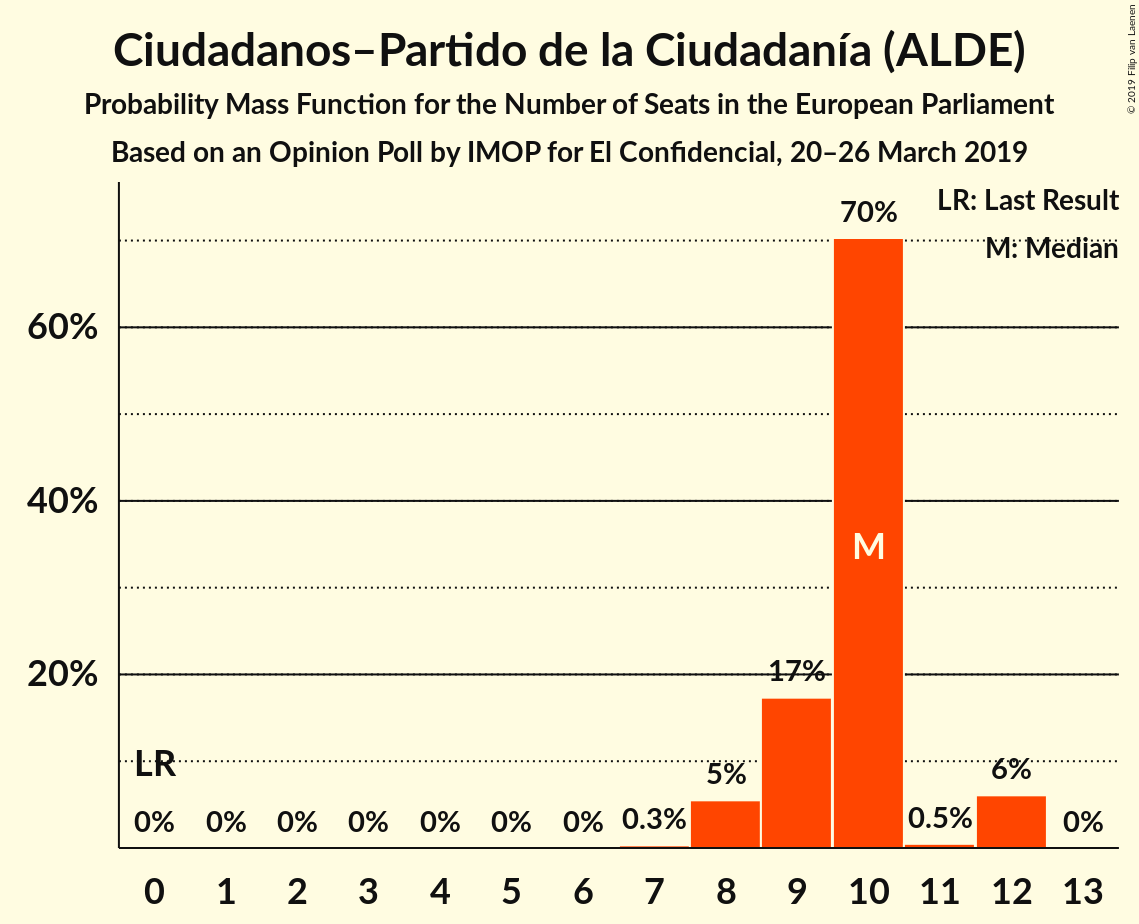 Ciudadanos–Partido de la Ciudadanía (ALDE)
Probability Mass Function for the Number of Seats in the European Parliament
Based on an Opinion Poll by IMOP for El Confidencial, 20–26 March 2019
© 2019 Filip van Laenen
LR: Last Result
M: Median
70%
60%
40%
M
20%
17%
LR
5%
6%
0% 0% 0% 0% 0% 0% 0% 0.3% 0.5% 0%
0 1 2 3 4 5 6 7 8 9 10 11 12 13